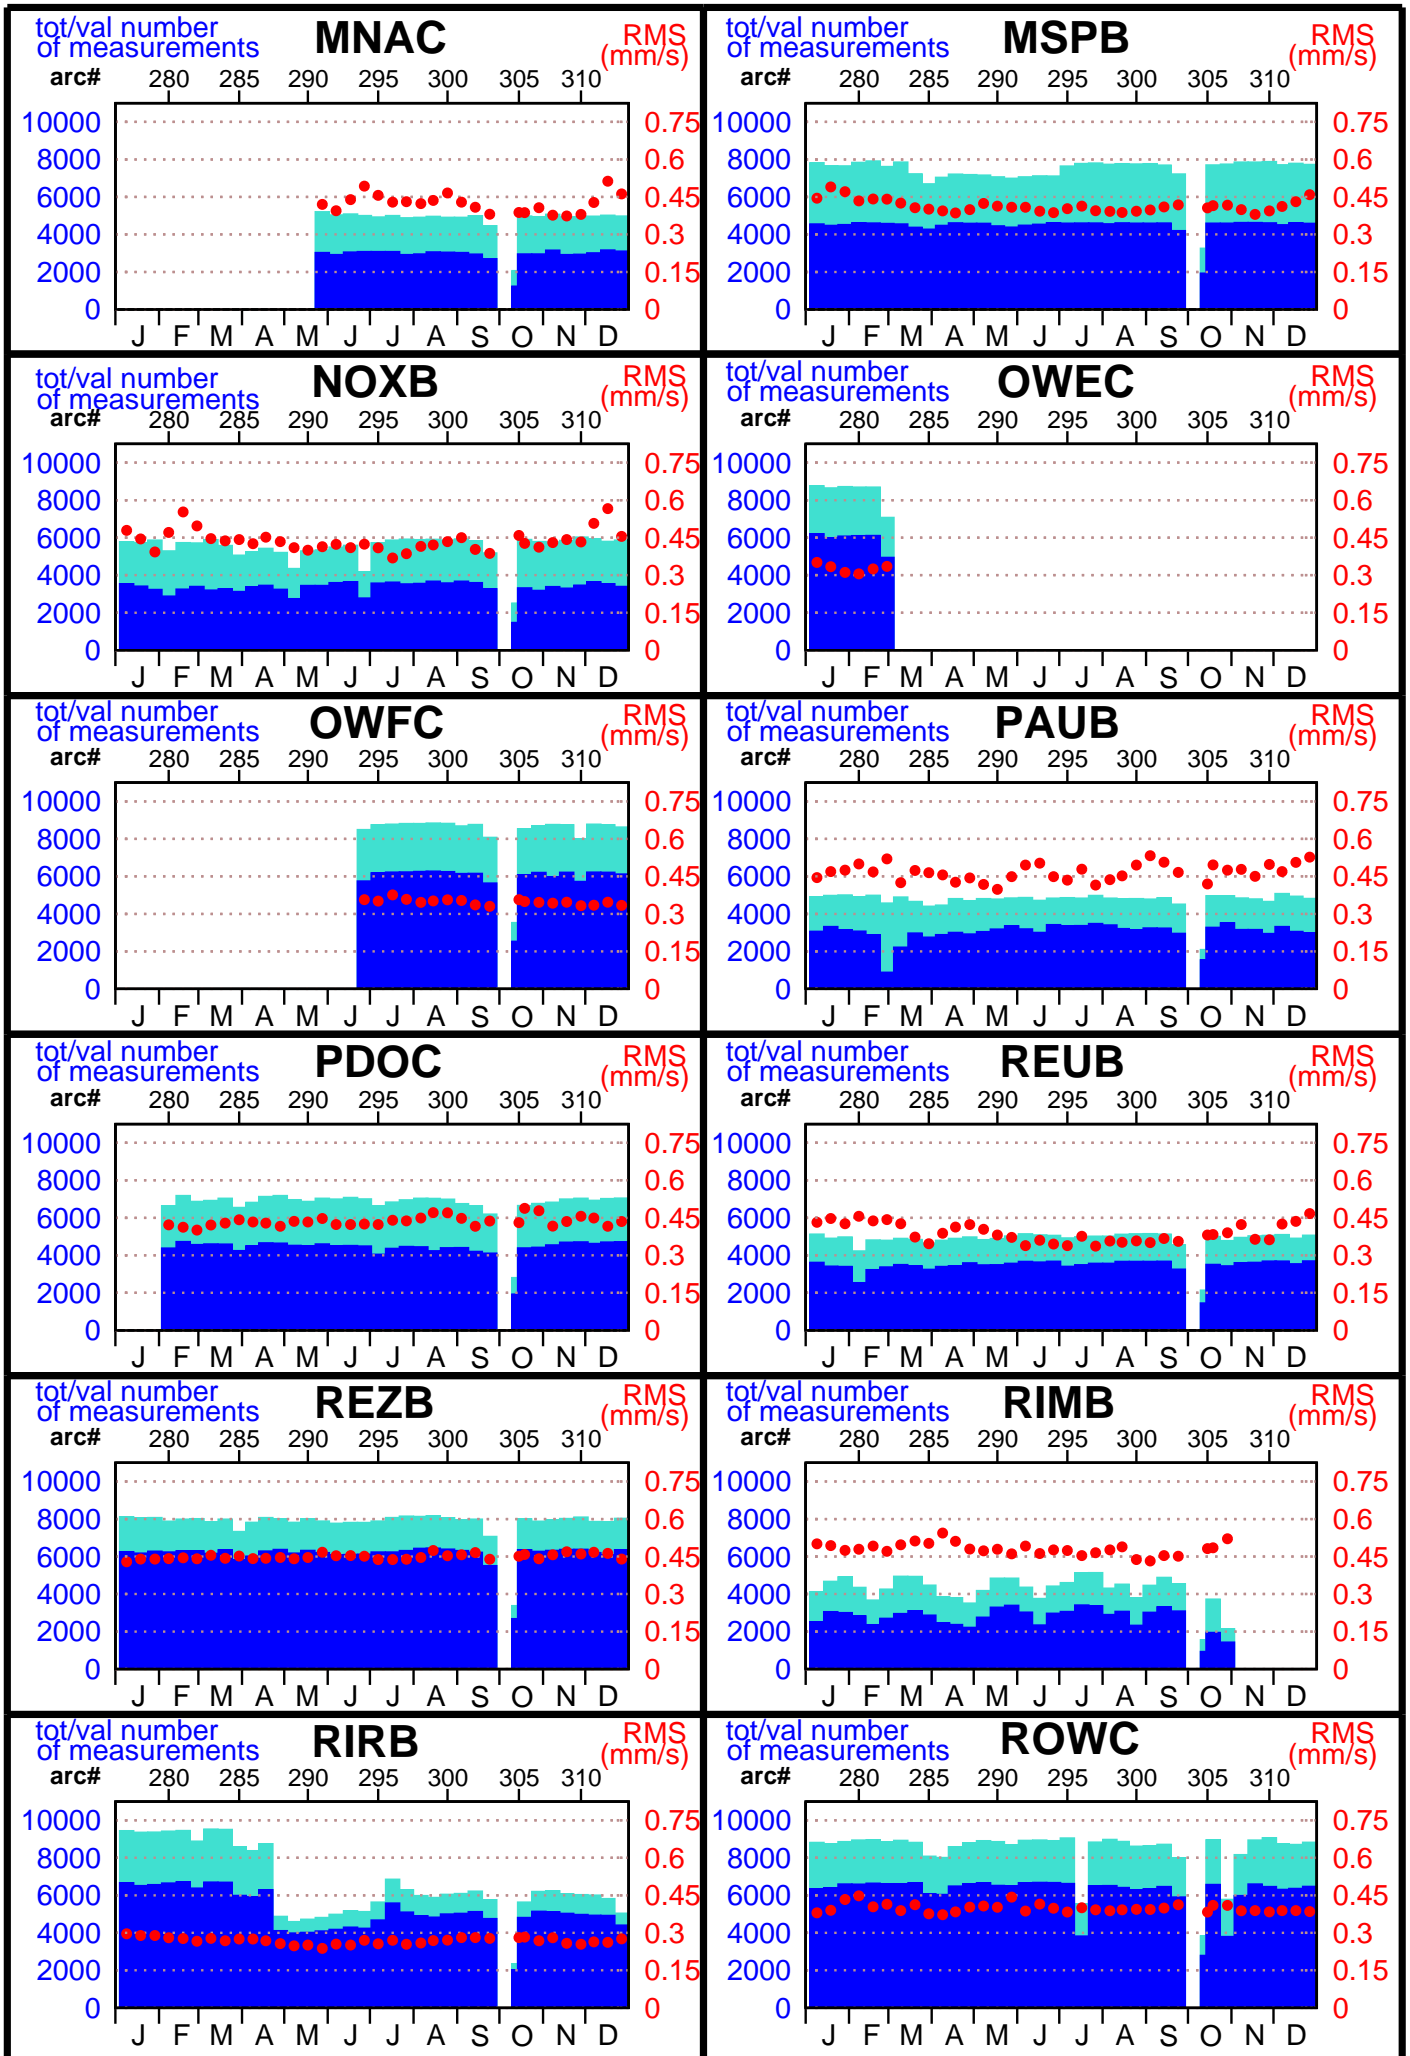 tot/val number of measurements MNAC RMS (mm/s)
arc# 280 285 290 295 300 305 310
10000
8000
6000
4000
2000
0
J F M A M J J A S O N D
tot/val number of measurements MSPB RMS (mm/s)
arc# 280 285 290 295 300 305 310
10000 0.75
8000 0.6
6000 0.45
4000 0.3
2000 0.15
0 0
J F M A M J J A S O N D
0.75
0.6
0.45
0.3
0.15
0
tot/val number of measurements NOXB RMS (mm/s)
arc# 280 285 290 295 300 305 310
10000 0.75
8000 0.6
6000 0.45
4000 0.3
2000 0.15
0 0
J F M A M J J A S O N D
tot/val number of measurements OWEC RMS (mm/s)
arc# 280 285 290 295 300 305 310
10000 0.75
8000 0.6
6000 0.45
4000 0.3
2000 0.15
0 0
J F M A M J J A S O N D
tot/val number of measurements OWFC RMS (mm/s)
arc# 280 285 290 295 300 305 310
10000 0.75
8000 0.6
6000 0.45
4000 0.3
2000 0.15
0 0
J F M A M J J A S O N D
tot/val number of measurements PAUB RMS (mm/s)
arc# 280 285 290 295 300 305 310
10000 0.75
8000 0.6
6000 0.45
4000 0.3
2000 0.15
0 0
J F M A M J J A S O N D
tot/val number of measurements PDOC RMS (mm/s)
arc# 280 285 290 295 300 305 310
10000 0.75
8000 0.6
6000 0.45
4000 0.3
2000 0.15
0 0
J F M A M J J A S O N D
tot/val number of measurements REUB RMS (mm/s)
arc# 280 285 290 295 300 305 310
10000 0.75
8000 0.6
6000 0.45
4000 0.3
2000 0.15
0 0
J F M A M J J A S O N D
tot/val number of measurements REZB RMS (mm/s)
arc# 280 285 290 295 300 305 310
10000 0.75
8000 0.6
6000 0.45
4000 0.3
2000 0.15
0 0
J F M A M J J A S O N D
tot/val number of measurements RIMB RMS (mm/s)
arc# 280 285 290 295 300 305 310
10000 0.75
8000 0.6
6000 0.45
4000 0.3
2000 0.15
0 0
J F M A M J J A S O N D
tot/val number of measurements RIRB RMS (mm/s)
arc# 280 285 290 295 300 305 310
10000 0.75
8000 0.6
6000 0.45
4000 0.3
2000 0.15
0 0
J F M A M J J A S O N D
tot/val number of measurements ROWC RMS (mm/s)
arc# 280 285 290 295 300 305 310
10000 0.75
8000 0.6
6000 0.45
4000 0.3
2000 0.15
0 0
J F M A M J J A S O N D